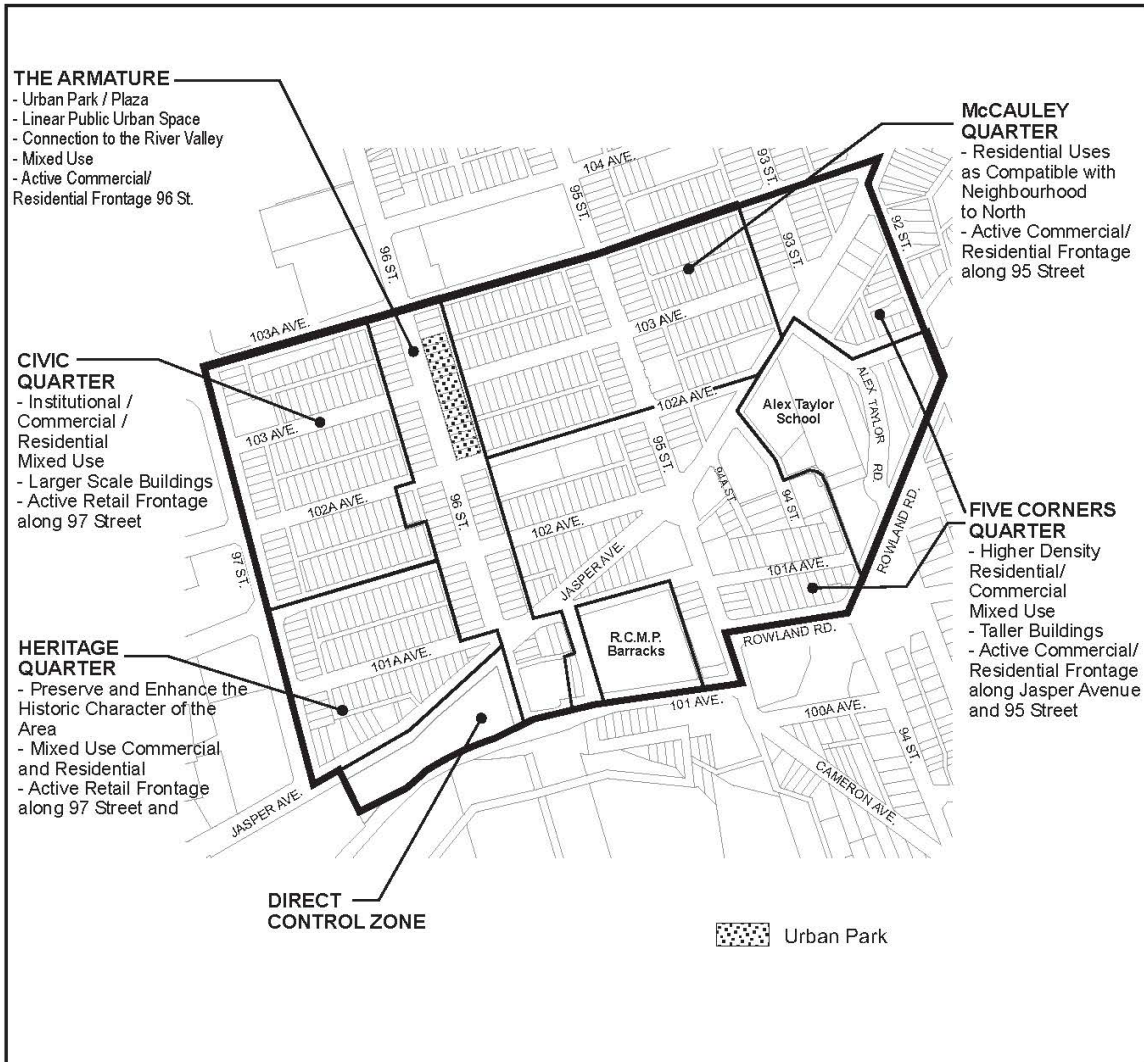 THE ARMATURE
- Urban Park / Plaza
- Linear Public Urban Space
- Connection to the River Valley
- Mixed Use
- Active Commercial/
Residential Frontage 96 St.
McCAULEY
QUARTER
- Residential Uses
as Compatible with
Neighbourhood
to North
- Active Commercial/
Residential Frontage
along 95 Street
CIVIC
QUARTER
- Institutional /
Commercial /
Residential
Mixed Use
- Larger Scale Buildings
- Active Retail Frontage
along 97 Street
HERITAGE
QUARTER
- Preserve and Enhance the
Historic Character of the
Area
- Mixed Use Commercial
and Residential
- Active Retail Frontage
along 97 Street and
FIVE CORNERS
QUARTER
- Higher Density
Residential/
Commercial
Mixed Use
- Taller Buildings
- Active Commercial/
Residential Frontage
along Jasper Avenue
and 95 Street
DIRECT
CONTROL ZONE
Urban Park
104 AVE.
93 ST.
95 ST.
96 ST.
92 ST.
93 ST.
103A AVE.
103 AVE.
103 AVE.
102A AVE.
102A AVE.
Alex Taylor
School
ALEX TAYLOR
RD.
95 ST.
94A ST.
94 ST.
96 ST.
102 AVE.
97 ST.
JASPER AVE.
101A AVE.
ROWLAND RD.
R.C.M.P.
Barracks
ROWLAND RD.
101A AVE.
101 AVE.
100A AVE.
94 ST.
CAMERON AVE.
JASPER AVE.